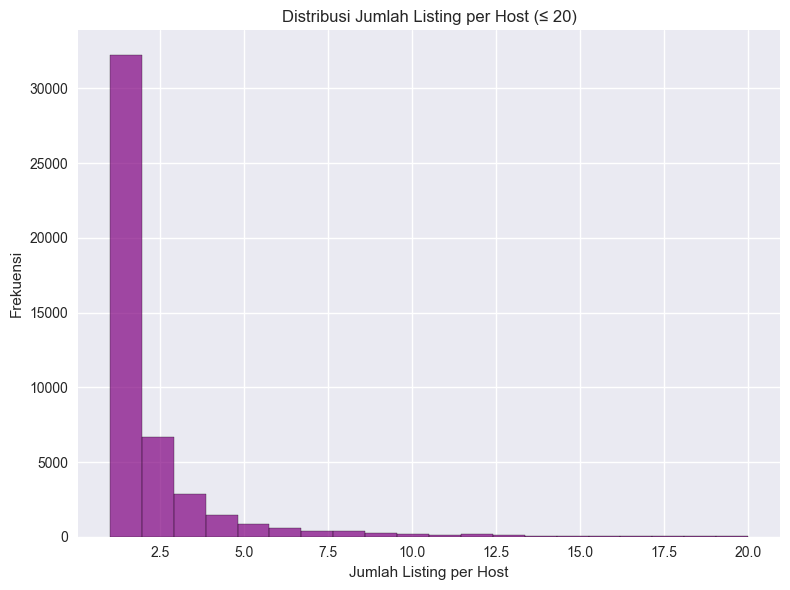 Distribusi Jumlah Listing per Host (≤ 20)
Frekuensi
30000
25000
20000
15000
10000
5000
0
2.5 5.0 7.5 10.0 12.5 15.0 17.5 20.0
Jumlah Listing per Host